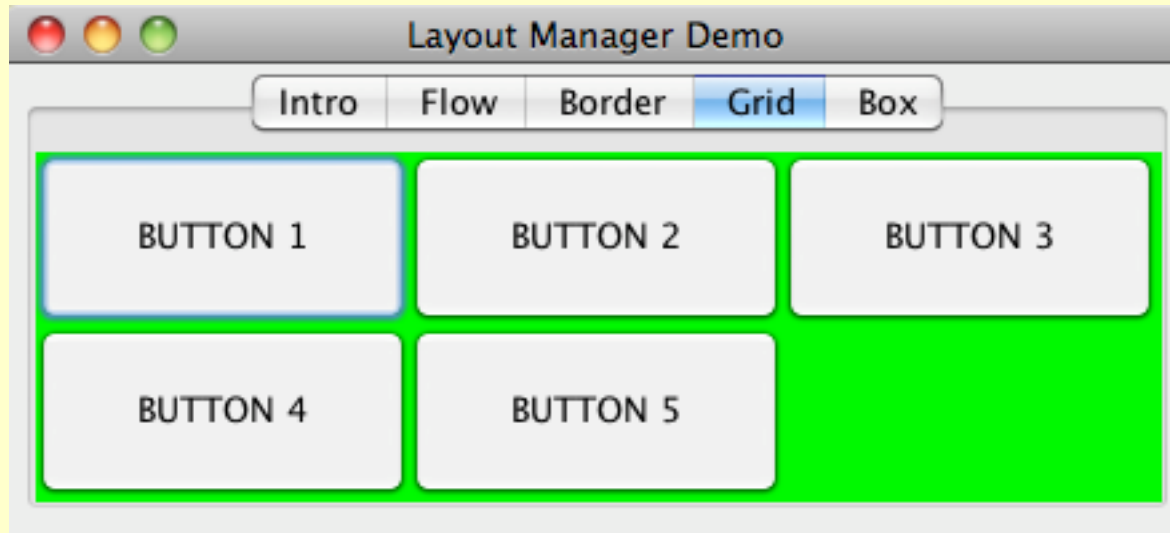 Layout Manager Demo
Intro Flow Border Grid Box
BUTTON 1 BUTTON 2 BUTTON 3
BUTTON 4 BUTTON 5